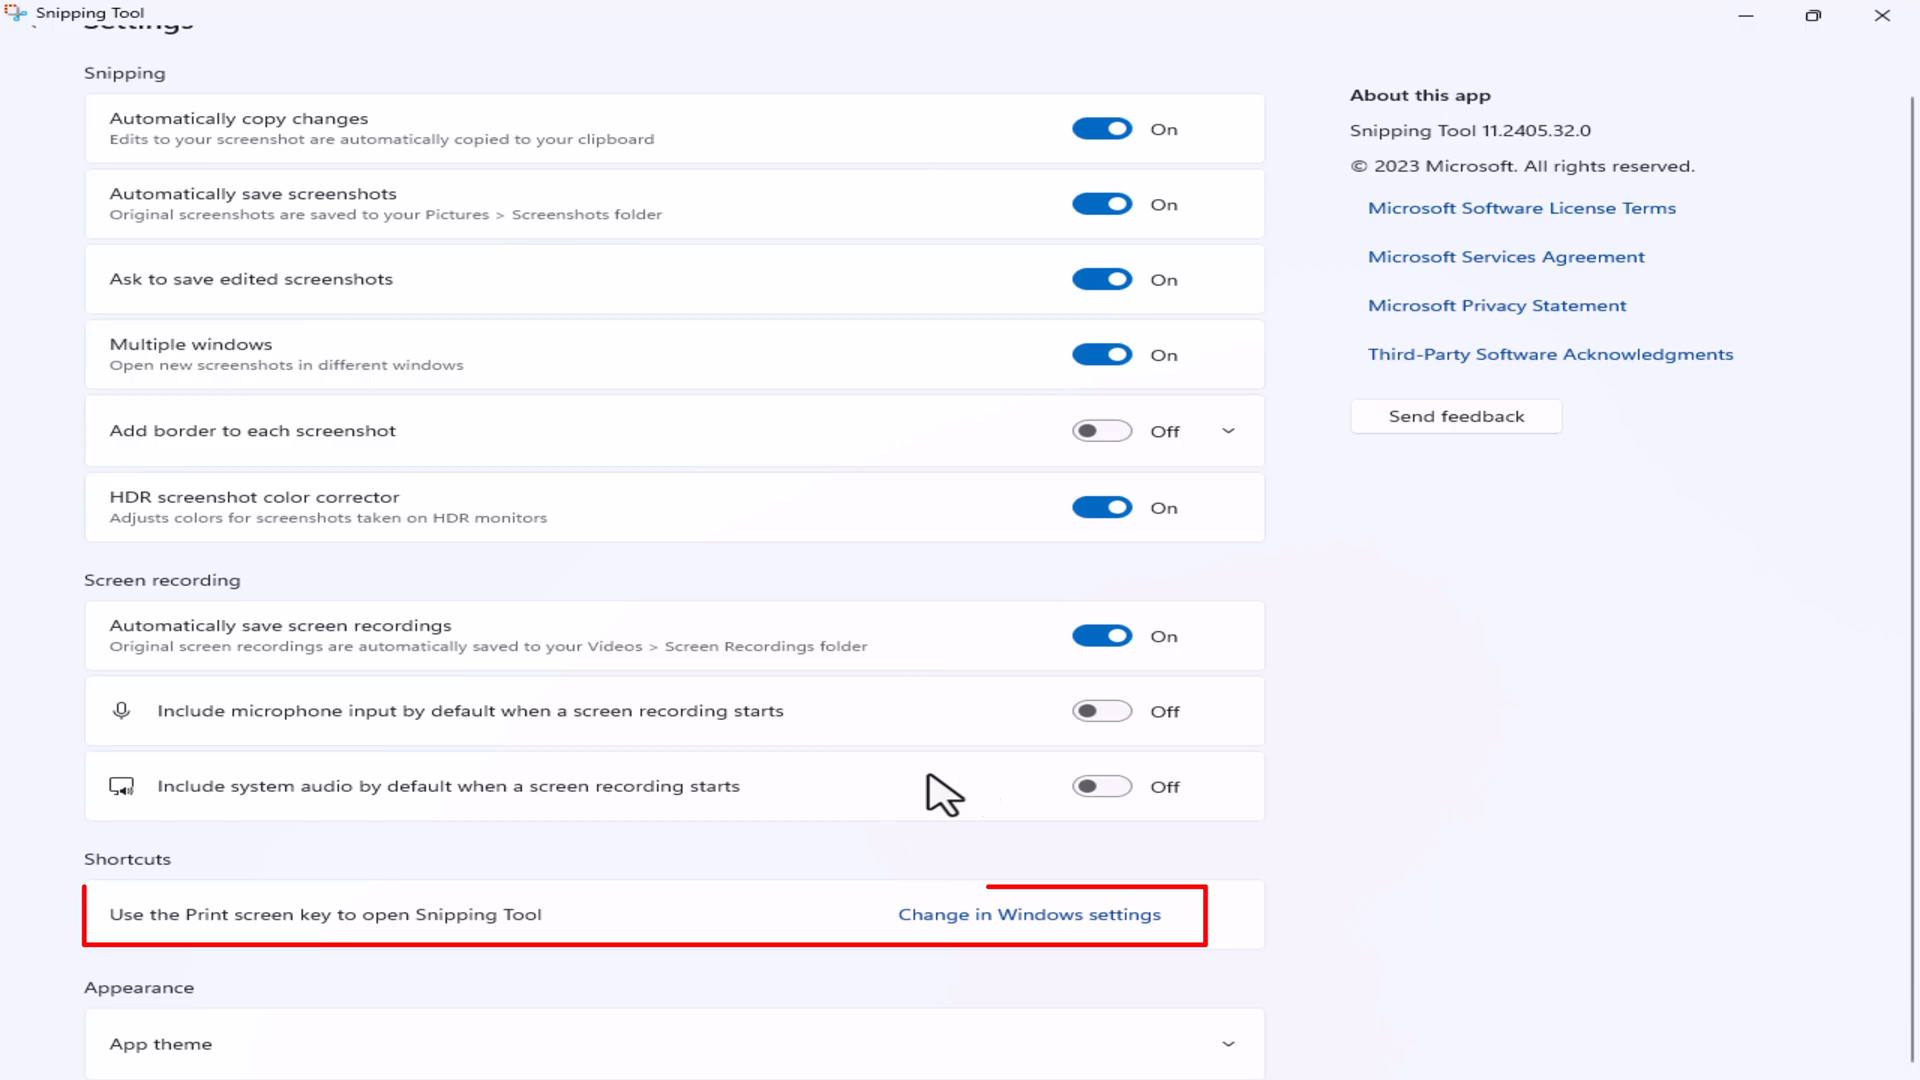 Snipping Tool
Settings
Snipping
Automatically copy changes
Edits to your screenshot are automatically copied to your clipboard
On
Automatically save screenshots
Original screenshots are saved to your Pictures > Screenshots folder
On
Ask to save edited screenshots
On
Multiple windows
Open new screenshots in different windows
On
Add border to each screenshot
Off
HDR screenshot color corrector
Adjusts colors for screenshots taken on HDR monitors
On
Screen recording
Automatically save screen recordings
Original screen recordings are automatically saved to your Videos > Screen Recordings folder
On
Include microphone input by default when a screen recording starts
Off
Include system audio by default when a screen recording starts
Off
Shortcuts
Use the Print screen key to open Snipping Tool
Change in Windows settings
Appearance
App theme
About this app
Snipping Tool 11.2405.32.0
© 2023 Microsoft. All rights reserved.
Microsoft Software License Terms
Microsoft Services Agreement
Microsoft Privacy Statement
Third-Party Software Acknowledgments
Send feedback